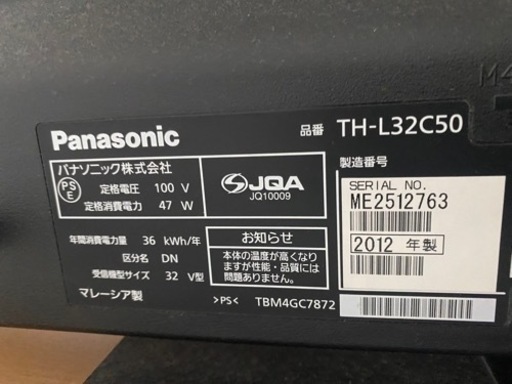 M4
Panasonic
品番 TH-L32C50
パナソニック株式会社
PS
E
定格電圧 100 V
定格消費電力 47 W
JQA
JQ10009
製造番号
SERIAL NO.
ME2512763
2012 年製
年間消費電力量 36 kWh/年
区分名 DN
受信機型サイズ 32 V型
マレーシア製
お知らせ
本体の温度が高くなり
ますが性能・品質には
問題ありません。
>PS< TBM4GC7872